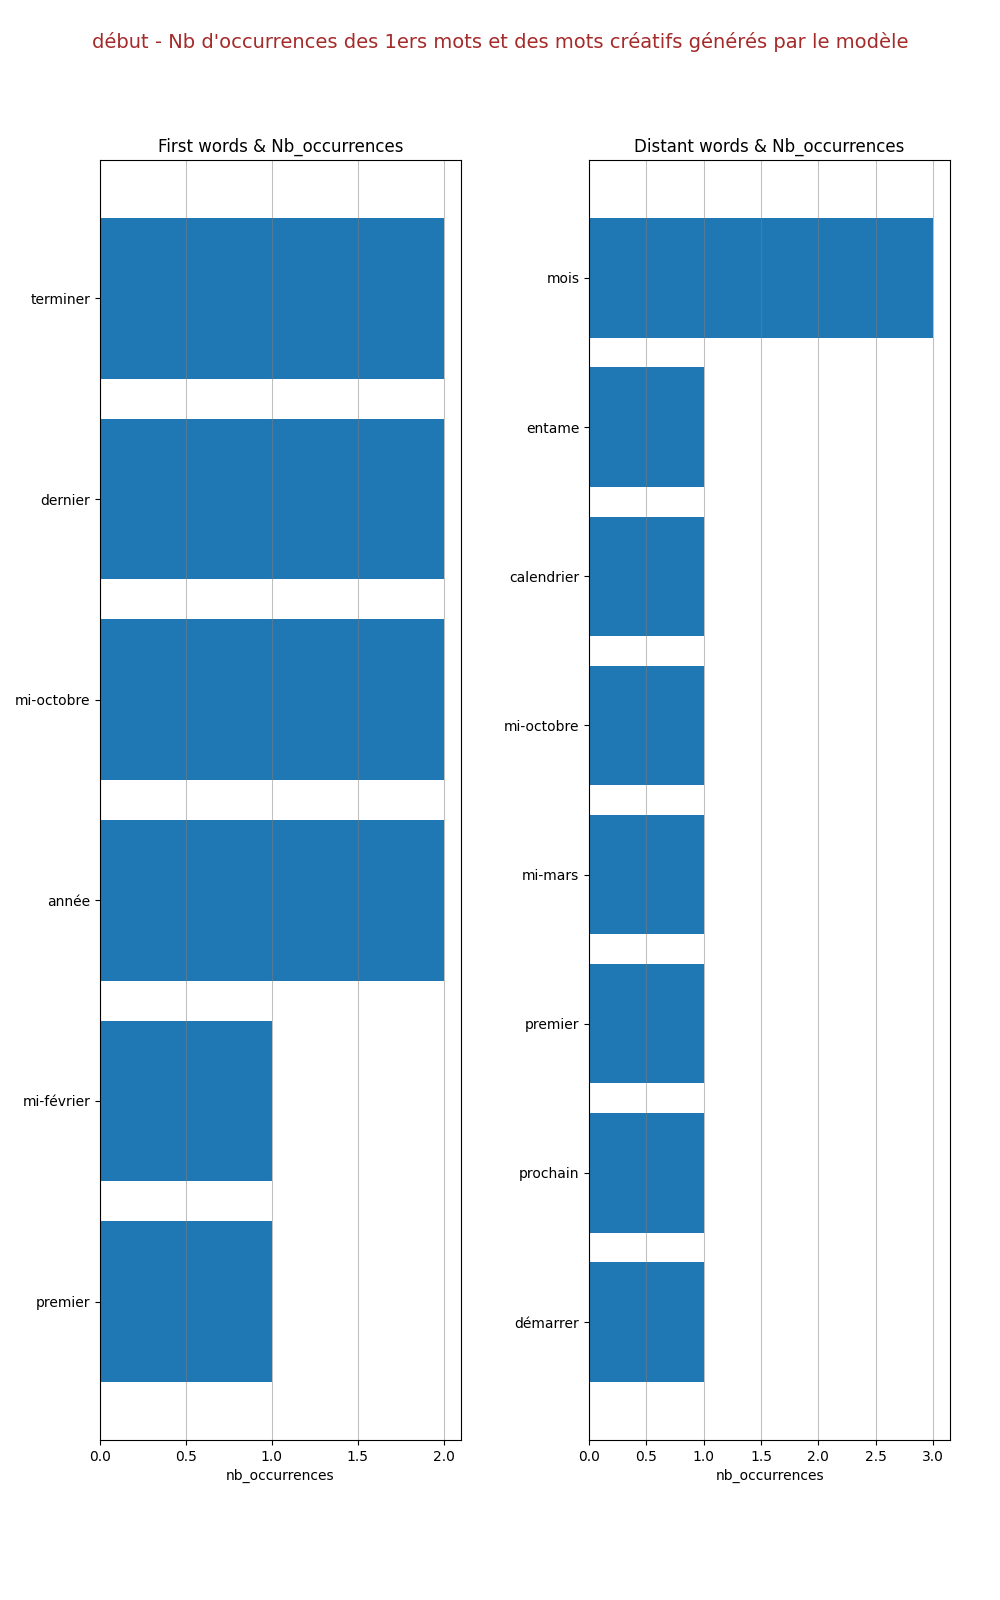 début - Nb d'occurrences des 1ers mots et des mots créatifs générés par le modèle
First words & Nb_occurrences
terminer
dernier
mi-octobre
année
mi-février
premier
0.0 0.5 1.0 1.5 2.0
nb_occurrences
Distant words & Nb_occurrences
mois
entame
calendrier
mi-octobre
mi-mars
premier
prochain
démarrer
0.0 0.5 1.0 1.5 2.0 2.5 3.0
nb_occurrences